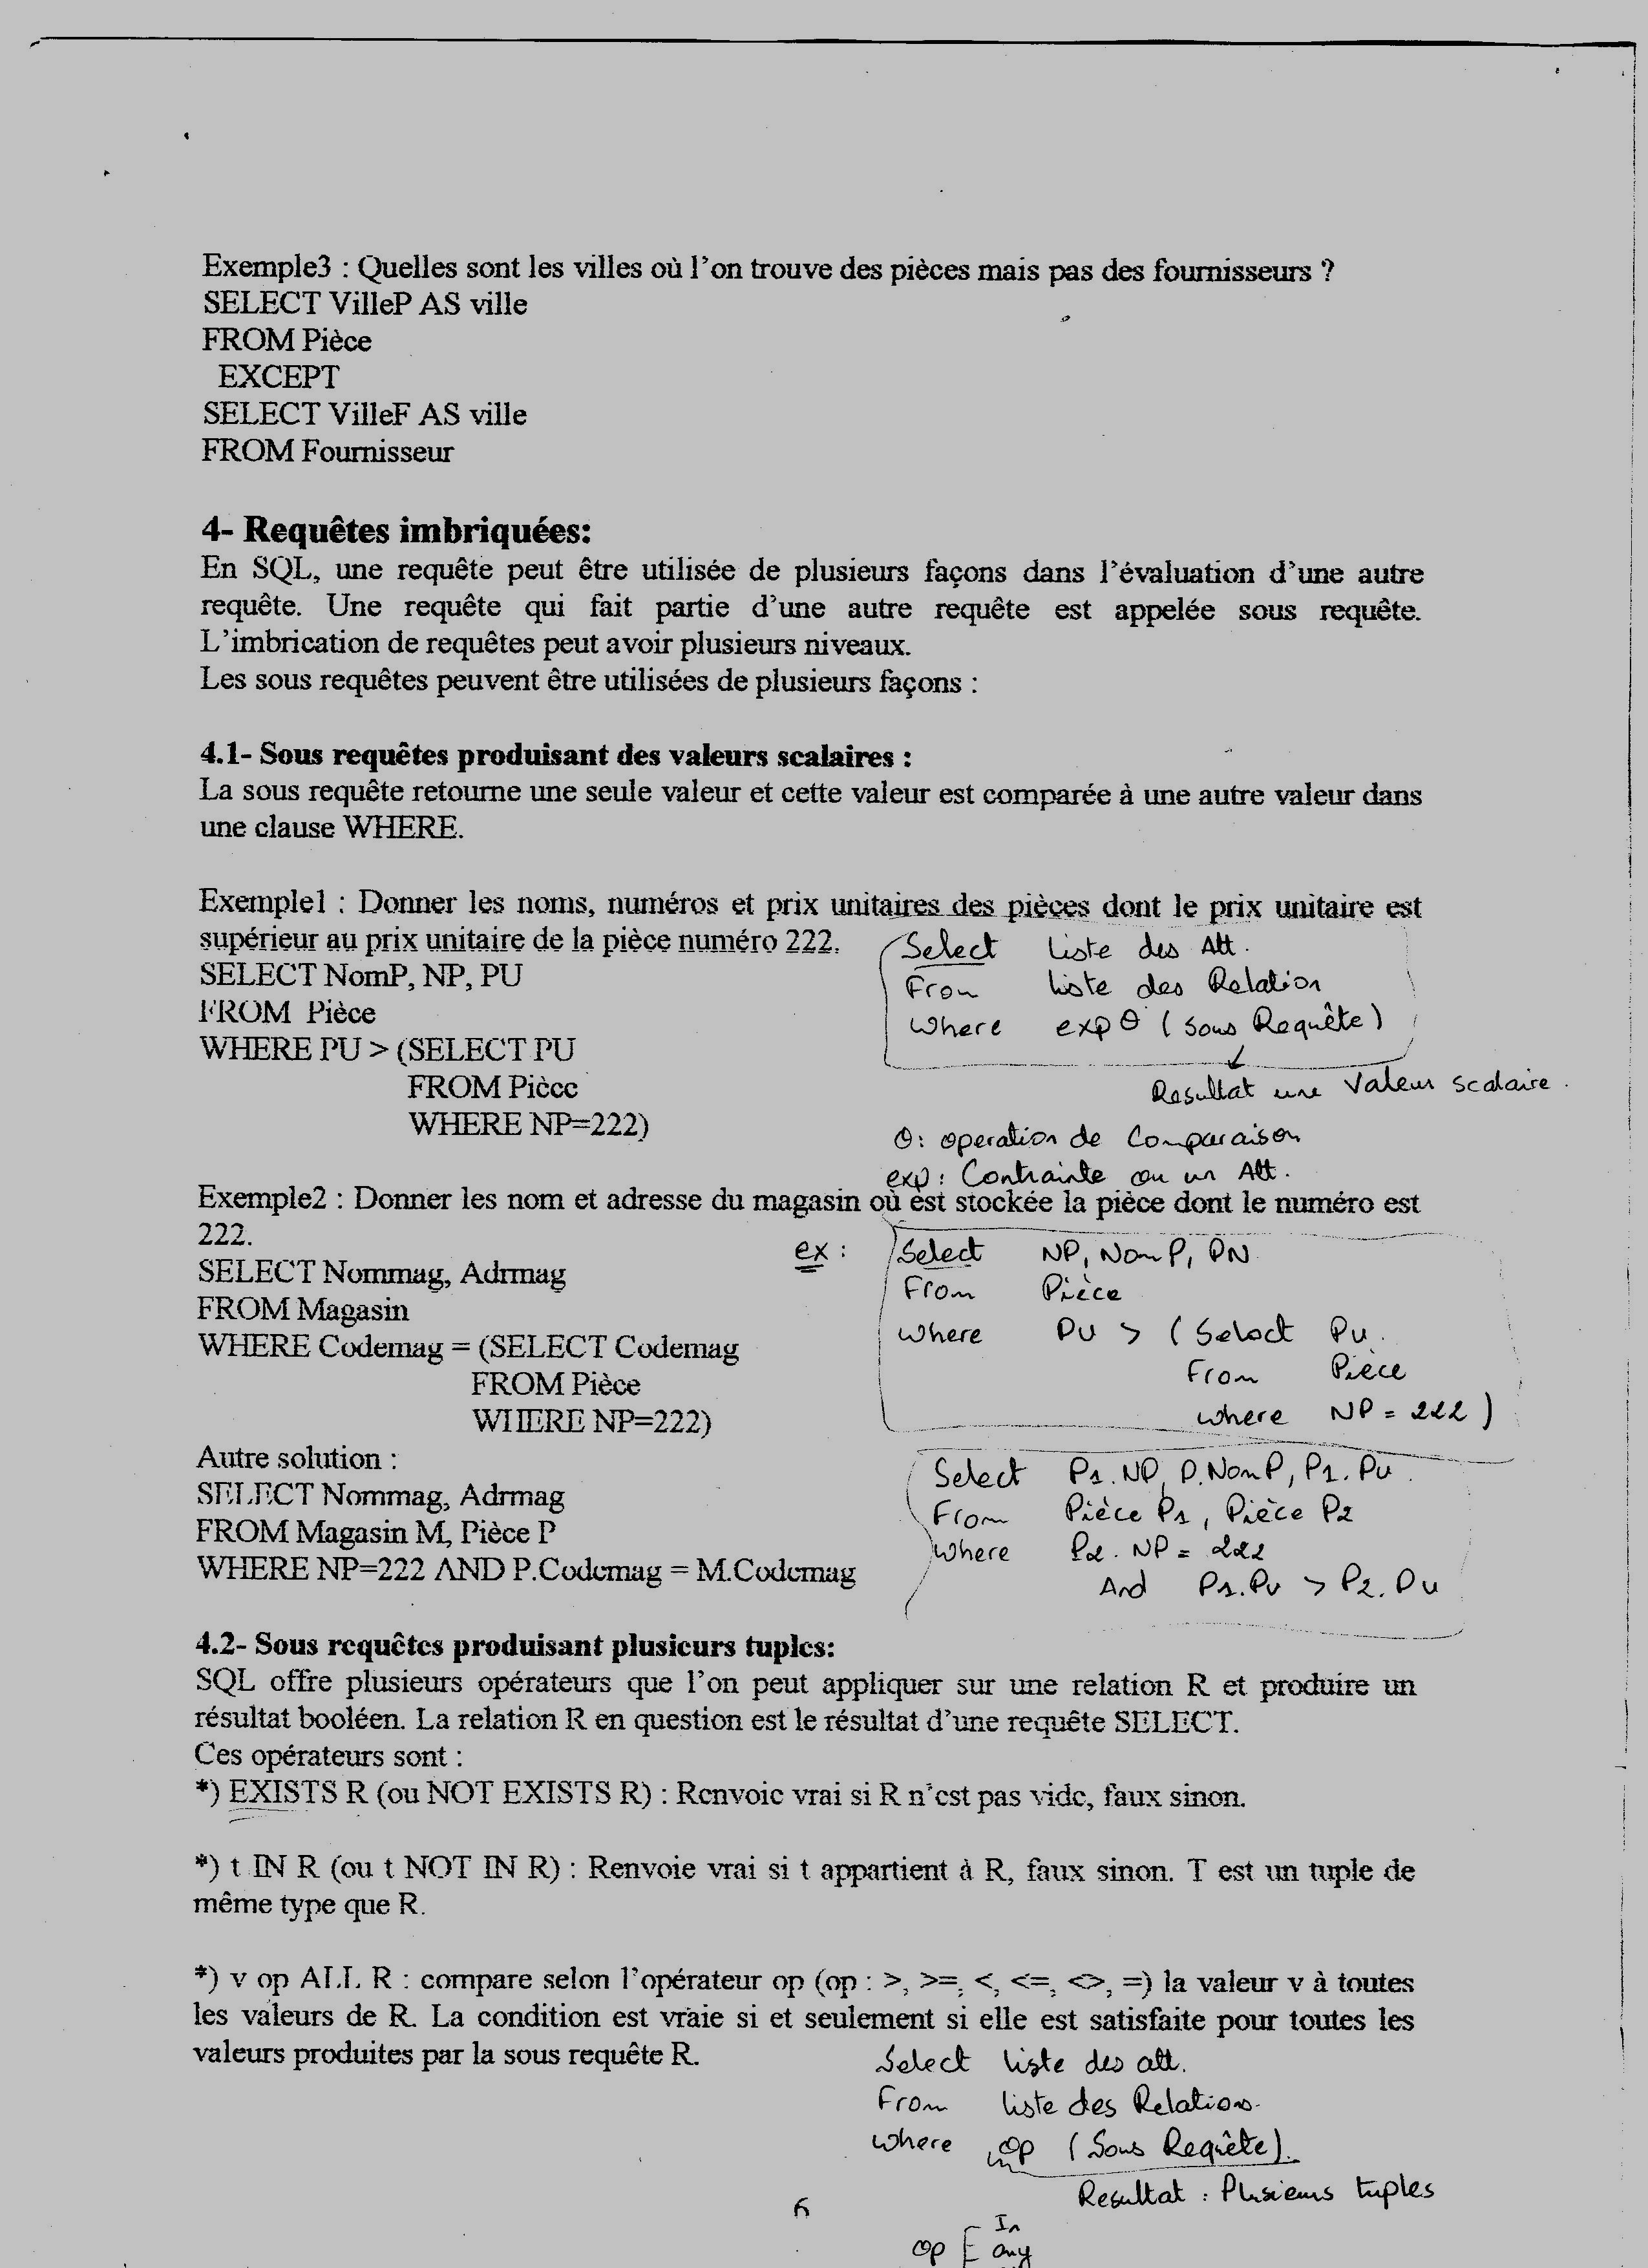 Exemple3 : Quelles sont les villes où l'on trouve des pièces mais pas des fournisseurs ?
SELECT VilleP AS ville
FROM Pièce
EXCEPT
SELECT VilleF AS ville
FROM Fournisseur
4- Requêtes imbriquées:
En SQL, une requête peut être utilisée de plusieurs façons dans l'évaluation d'une autre
requête. Une requête qui fait partie d'une autre requête est appelée sous requête.
L'imbrication de requêtes peut avoir plusieurs niveaux.
Les sous requêtes peuvent être utilisées de plusieurs façons :
4.1- Sous requêtes produisant des valeurs scalaires :
La sous requête retourne une seule valeur et cette valeur est comparée à une autre valeur dans
une clause WHERE.
Exemple1 : Donner les noms, numéros et prix unitaires des pièces dont le prix unitaire est
supérieur au prix unitaire de la pièce numéro 222.
SELECT NomP, NP, PU
FROM Pièce
WHERE PU > (SELECT PU
FROM Pièce
WHERE NP=222)
Select liste des Att.
From liste des Relation
Where exp θ (sous Requête)
Resultat une Valeur scalaire.
θ: operation de Comparaison
exp: Contrainte ou un Att.
Exemple2 : Donner les nom et adresse du magasin où est stockée la pièce dont le numéro est
222.
SELECT Nommag, Adrmag
FROM Magasin
WHERE Codemag = (SELECT Codemag
FROM Pièce
WHERE NP=222)
ex :
Select NP, NomP, PN
From Pièce
Where PU > (Select Pu.
From Pièce
where NP = 222)
Autre solution :
SELECT Nommag, Adrmag
FROM Magasin M, Pièce P
WHERE NP=222 AND P.Codemag = M.Codemag
Select P1.NP, P.NomP, P1.Pu.
From Pièce P1, Pièce P2
Where P2.NP = 222
And P1.Pu > P2.Pu
4.2- Sous requêtes produisant plusieurs tuples:
SQL offre plusieurs opérateurs que l'on peut appliquer sur une relation R et produire un
résultat booléen. La relation R en question est le résultat d'une requête SELECT.
Ces opérateurs sont :
*) EXISTS R (ou NOT EXISTS R) : Renvoie vrai si R n'est pas vide, faux sinon.
*) t IN R (ou t NOT IN R) : Renvoie vrai si t appartient à R, faux sinon. T est un tuple de
même type que R.
*) v op ALL R : compare selon l'opérateur op (op : >, >=, <, <=, <>, =) la valeur v à toutes
les valeurs de R. La condition est vraie si et seulement si elle est satisfaite pour toutes les
valeurs produites par la sous requête R.
Select liste des att.
From liste des Relations.
Where op (Sous Requête).
Resultat : Plusieurs tuples
6
op [ In
any